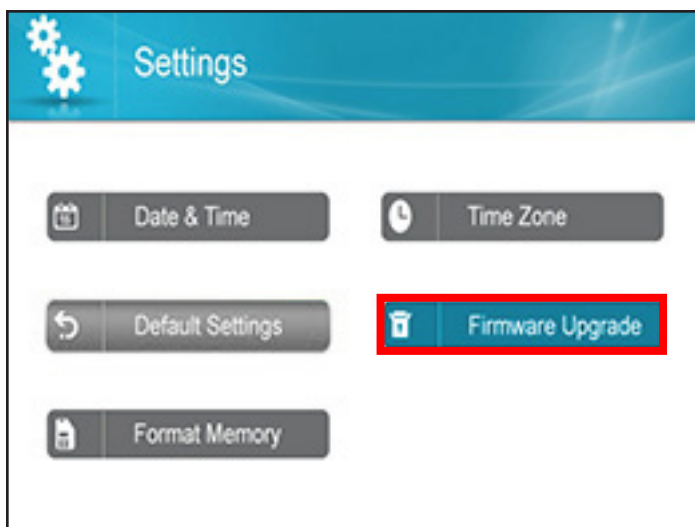 Settings
Date & Time
Time Zone
Default Settings
Firmware Upgrade
Format Memory